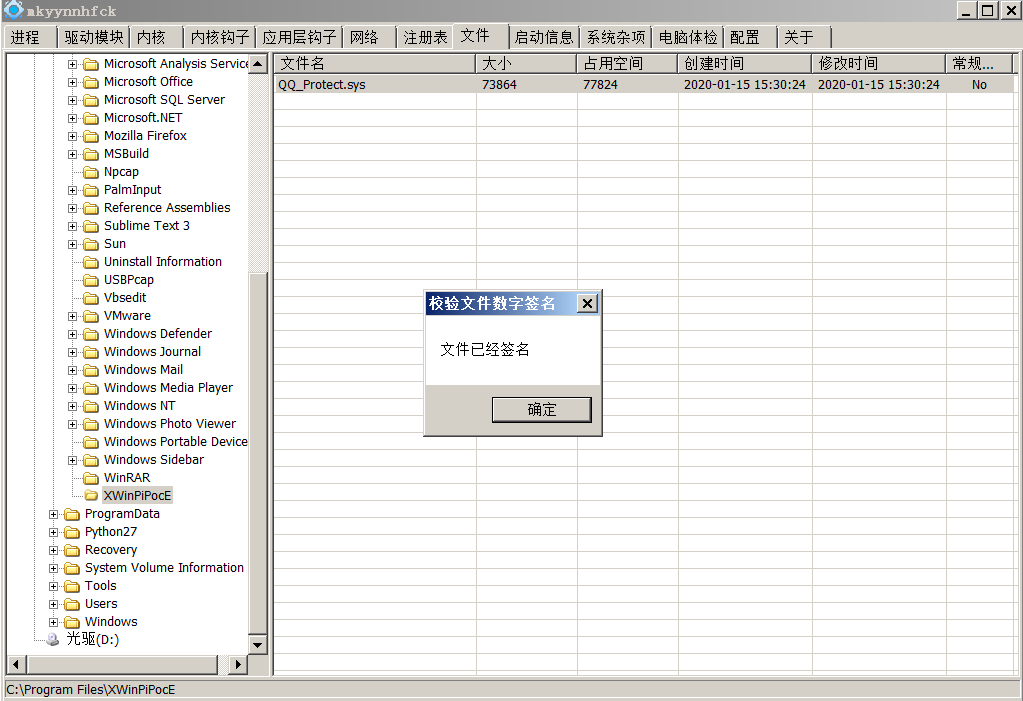 mkyynnhfck
进程 驱动模块 内核 内核钩子 应用层钩子 网络 注册表 文件 启动信息 系统杂项 电脑体检 配置 关于
Microsoft Analysis Service
Microsoft Office
Microsoft SQL Server
Microsoft.NET
Mozilla Firefox
MSBuild
Npcap
PalmInput
Reference Assemblies
Sublime Text 3
Sun
Uninstall Information
USBPcap
Vbsedit
VMware
Windows Defender
Windows Journal
Windows Mail
Windows Media Player
Windows NT
Windows Photo Viewer
Windows Portable Device
Windows Sidebar
WinRAR
XWinPiPocE
ProgramData
Python27
Recovery
System Volume Information
Tools
Users
Windows
光驱(D:)
文件名 大小 占用空间 创建时间 修改时间 常规...
QQ_Protect.sys 73864 77824 2020-01-15 15:30:24 2020-01-15 15:30:24 No
校验文件数字签名
文件已经签名
确定
C:\Program Files\XWinPiPocE